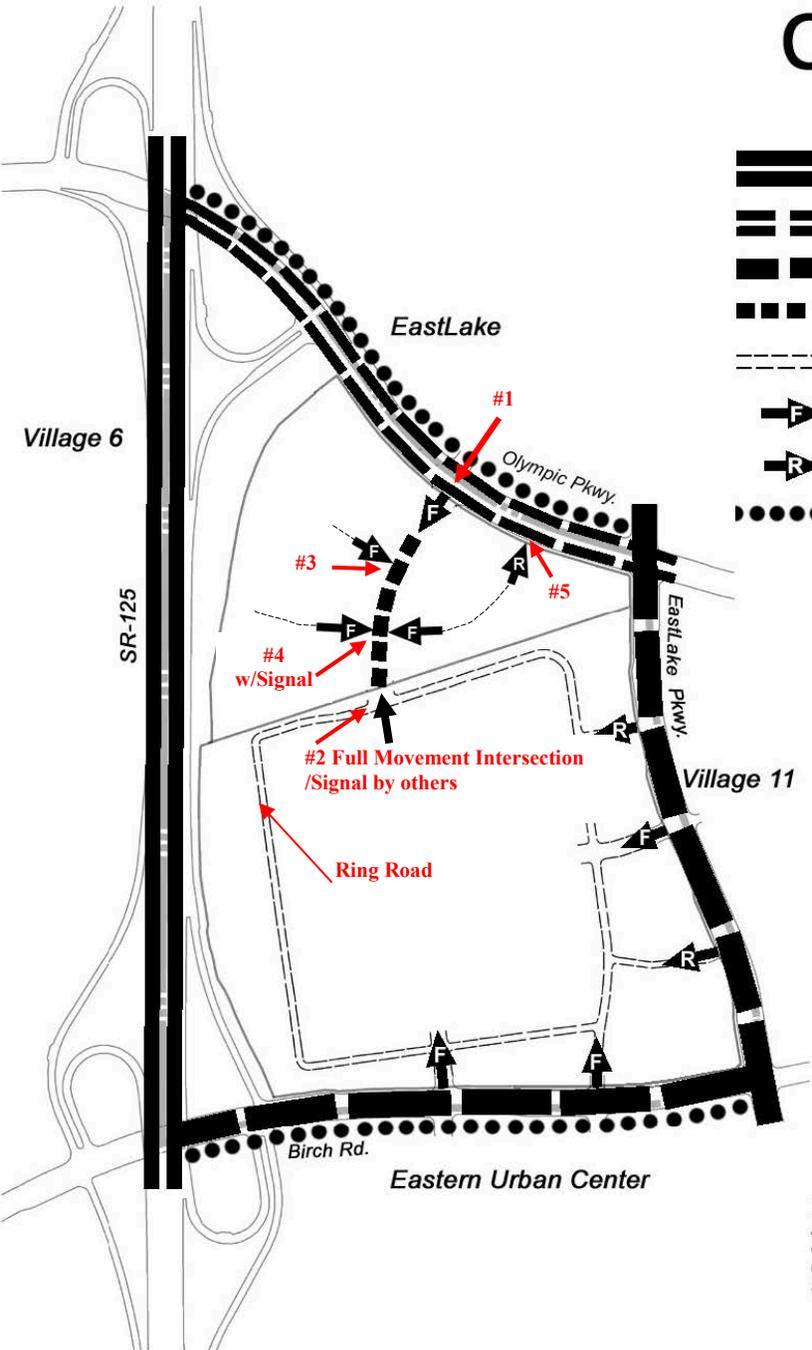 EastLake
#1
Village 6
Olympic Pkwy.
F
R
F
F
#3
R
#5
F
F
SR-125
EastLake Pkwy.
#4
w/Signal
R
#2 Full Movement Intersection
/Signal by others
Village 11
F
Ring Road
R
F
F
Birch Rd.
Eastern Urban Center